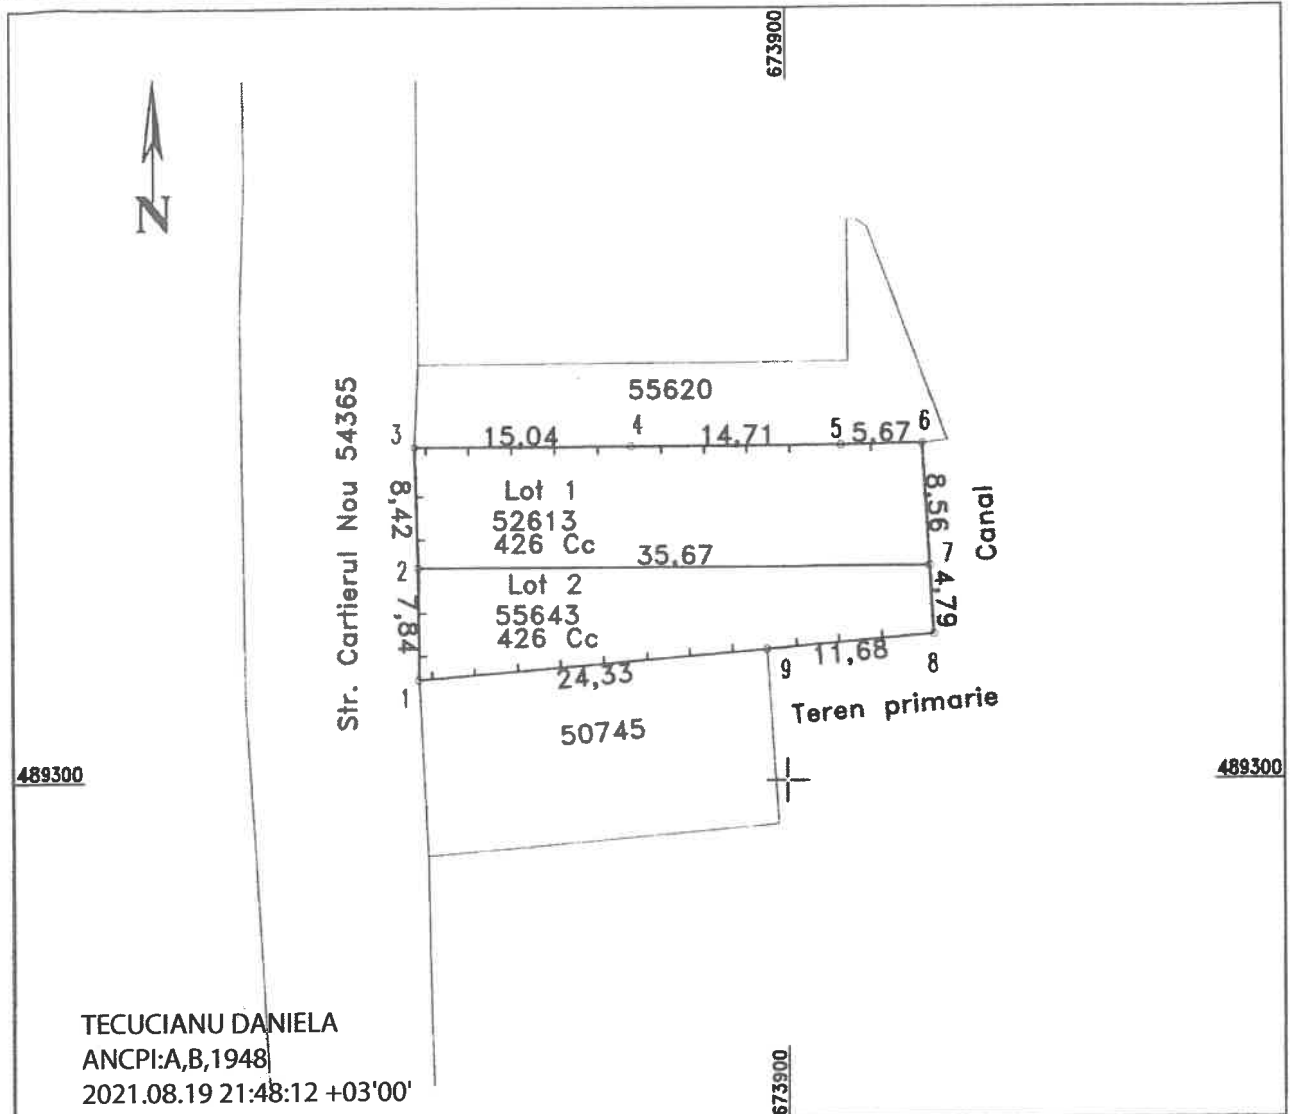 673900
N
55620
3
15,04
4
14,71
5
5,67
6
Str. Cartierul Nou 54365
8,42
Lot 1
52613
426 Cc
8,56
Canal
35,67
7
2
Lot 2
55643
426 Cc
7,84
4,79
1
24,33
9
11,68
8
Teren primarie
50745
489300
489300
TECUCIANU DANIELA
ANCPI:A,B,1948
2021.08.19 21:48:12 +03'00'
673900